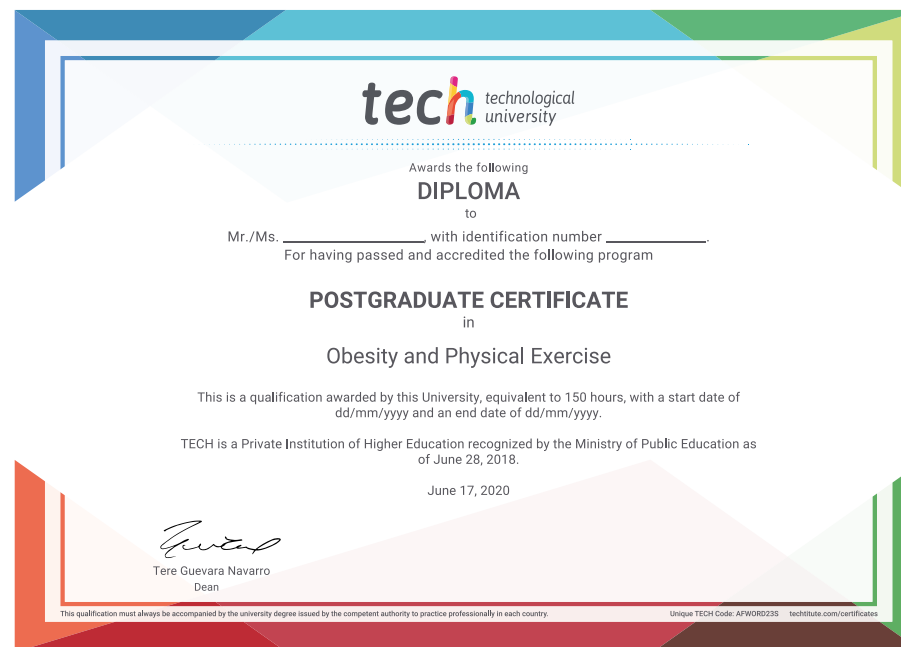 tech technological
university
Awards the following
DIPLOMA
to
Mr./Ms. ____________________, with identification number ______________.
For having passed and accredited the following program
POSTGRADUATE CERTIFICATE
in
Obesity and Physical Exercise
This is a qualification awarded by this University, equivalent to 150 hours, with a start date of
dd/mm/yyyy and an end date of dd/mm/yyyy.
TECH is a Private Institution of Higher Education recognized by the Ministry of Public Education as
of June 28, 2018.
June 17, 2020
Tere Guevara Navarro
Dean
This qualification must always be accompanied by the university degree issued by the competent authority to practice professionally in each country. Unique TECH Code: AFWORD23S techtitute.com/certificates